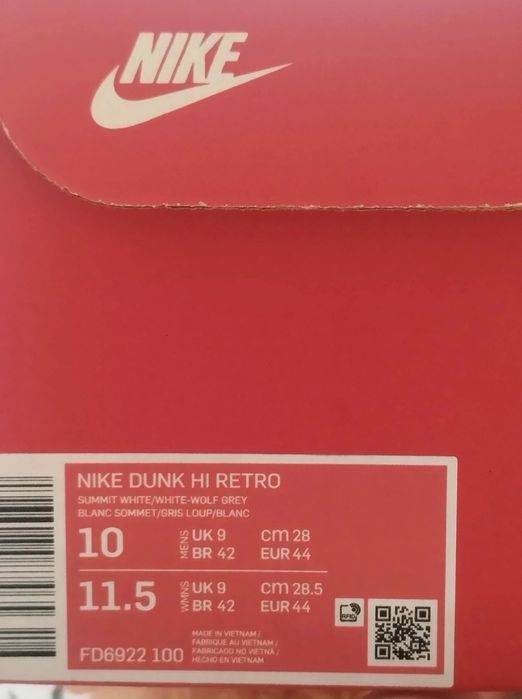 NIKE
NIKE DUNK HI RETRO
SUMMIT WHITE/WHITE-WOLF GREY
BLANC SOMMET/GRIS LOUP/BLANC
10 MENS UK 9 CM 28
BR 42 EUR 44
11.5 WMNS UK 9 CM 28.5
BR 42 EUR 44
RFID
MADE IN VIETNAM /
FABRIQUE AU VIETNAM /
FABRICADO NO VIETNÃ /
HECHO EN VIETNAM
FD6922 100